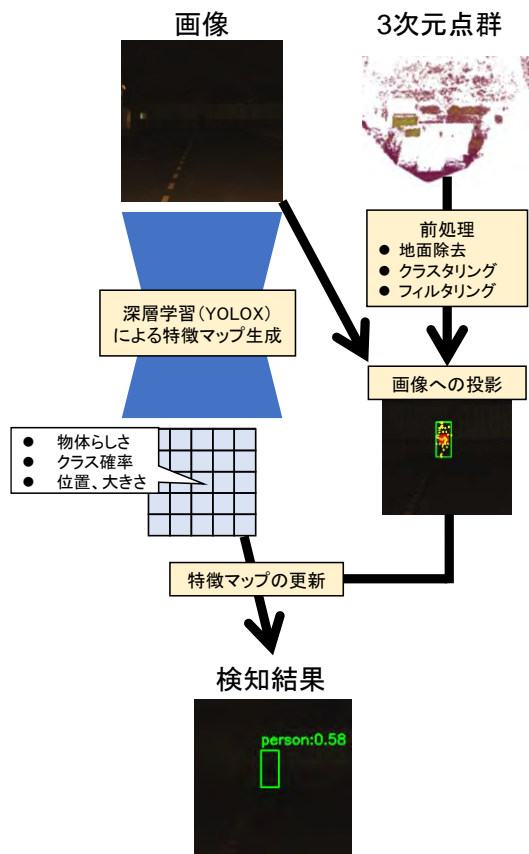 画像
3次元点群
前処理
● 地面除去
● クラスタリング
● フィルタリング
深層学習(YOLOX)
による特徴マップ生成
画像への投影
● 物体らしさ
● クラス確率
● 位置、大きさ
特徴マップの更新
検知結果
person:0.58